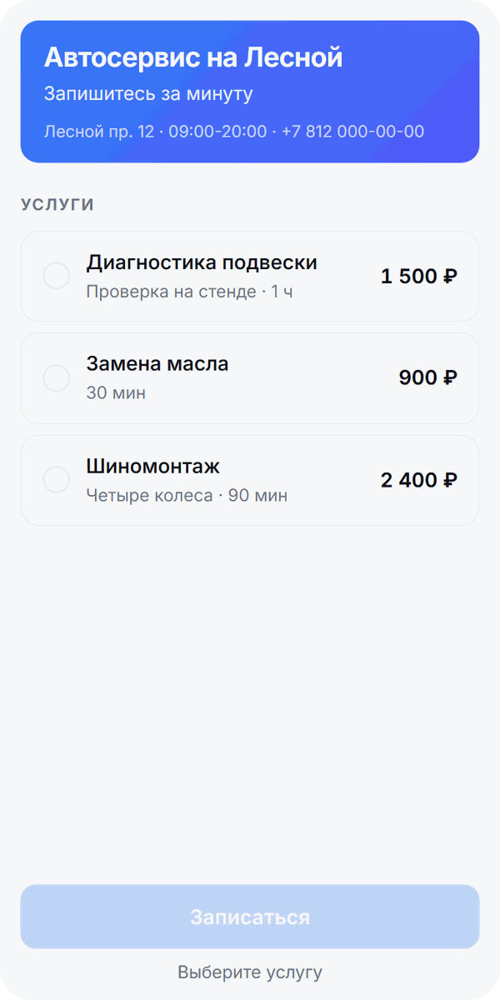 Автосервис на Лесной
Запишитесь за минуту
Лесной пр. 12 · 09:00-20:00 · +7 812 000-00-00
УСЛУГИ
Диагностика подвески
1 500 ₽
Проверка на стенде · 1 ч
Замена масла
900 ₽
30 мин
Шиномонтаж
2 400 ₽
Четыре колеса · 90 мин
Записаться
Выберите услугу